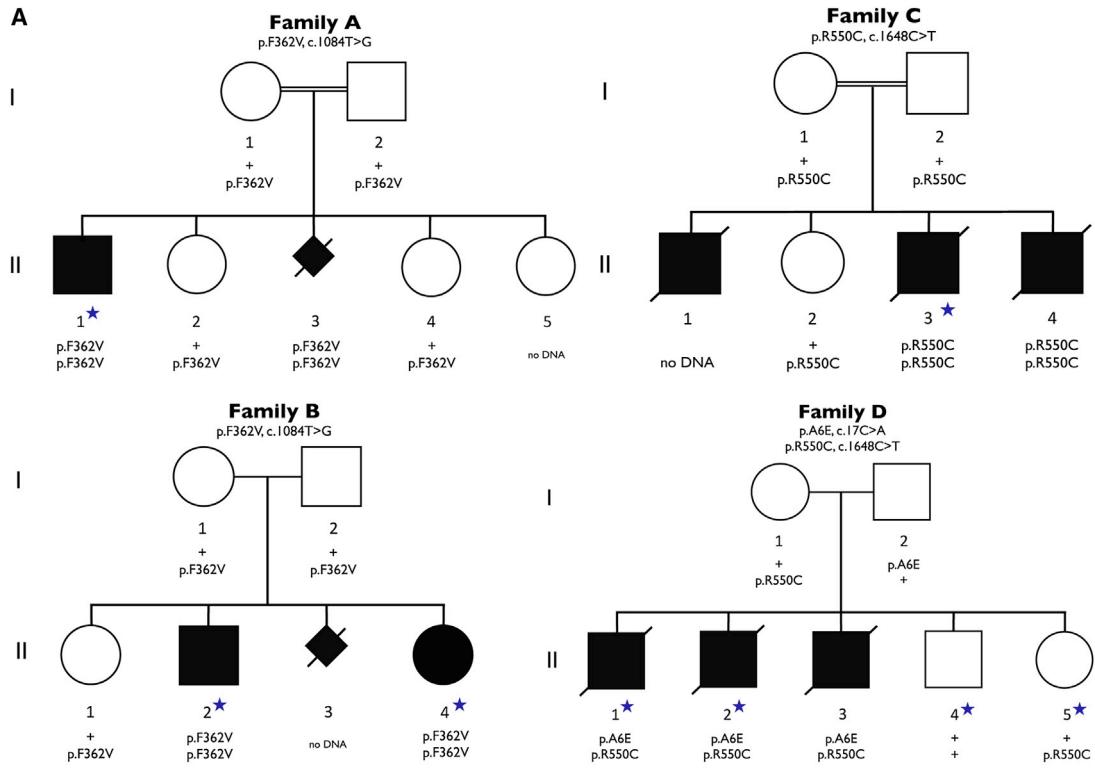 A
Family A
p.F362V, c.1084T>G
I
1
2
+
+
p.F362V
p.F362V
II
1
2
3
4
5
p.F362V
+
p.F362V
+
no DNA
p.F362V
p.F362V
p.F362V
p.F362V
Family C
p.R550C, c.1648C>T
I
1
2
+
+
p.R550C
p.R550C
II
1
2
3
4
no DNA
+
p.R550C
p.R550C
p.R550C
p.R550C
p.R550C
Family B
p.F362V, c.1084T>G
I
1
2
+
+
p.F362V
p.F362V
II
1
2
3
4
+
p.F362V
no DNA
p.F362V
p.F362V
p.F362V
p.F362V
Family D
p.A6E, c.17C>A
p.R550C, c.1648C>T
I
1
2
+
p.A6E
p.R550C
+
II
1
2
3
4
5
p.A6E
p.A6E
p.A6E
+
+
p.R550C
p.R550C
p.R550C
+
p.R550C